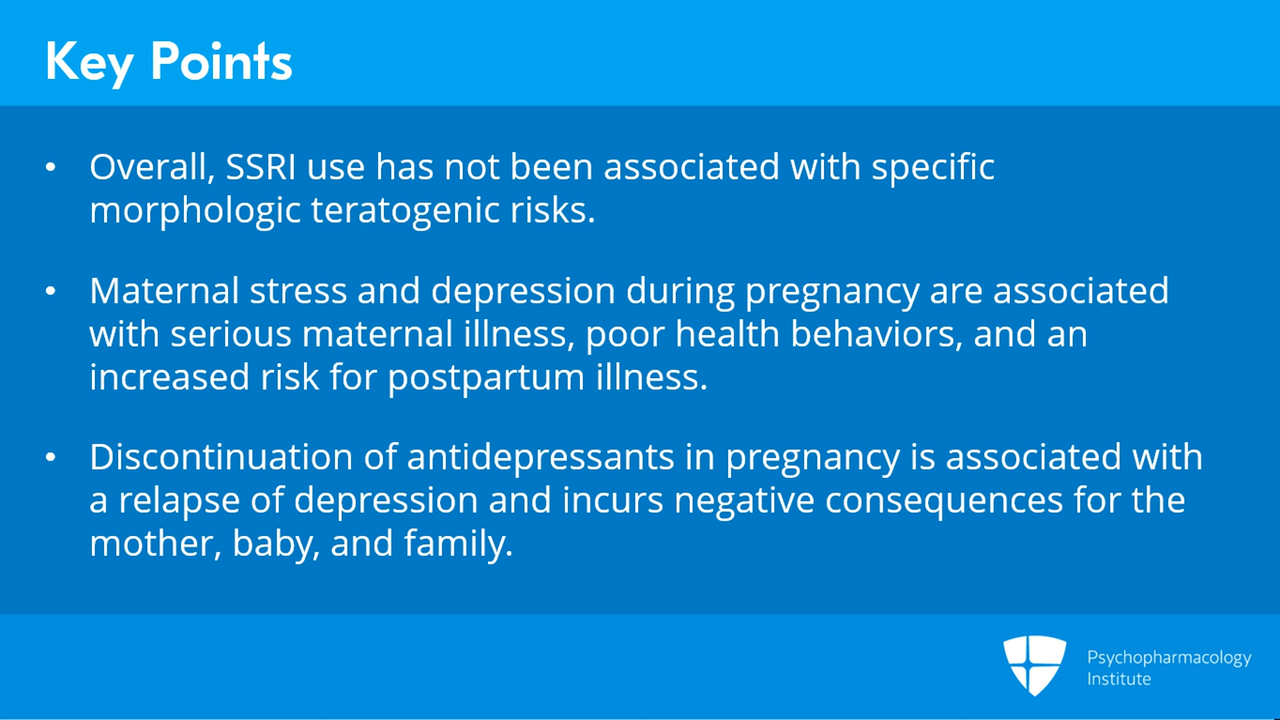 Key Points
• Overall, SSRI use has not been associated with specific
morphologic teratogenic risks.
• Maternal stress and depression during pregnancy are associated
with serious maternal illness, poor health behaviors, and an
increased risk for postpartum illness.
• Discontinuation of antidepressants in pregnancy is associated with
a relapse of depression and incurs negative consequences for the
mother, baby, and family.
Psychopharmacology
Institute